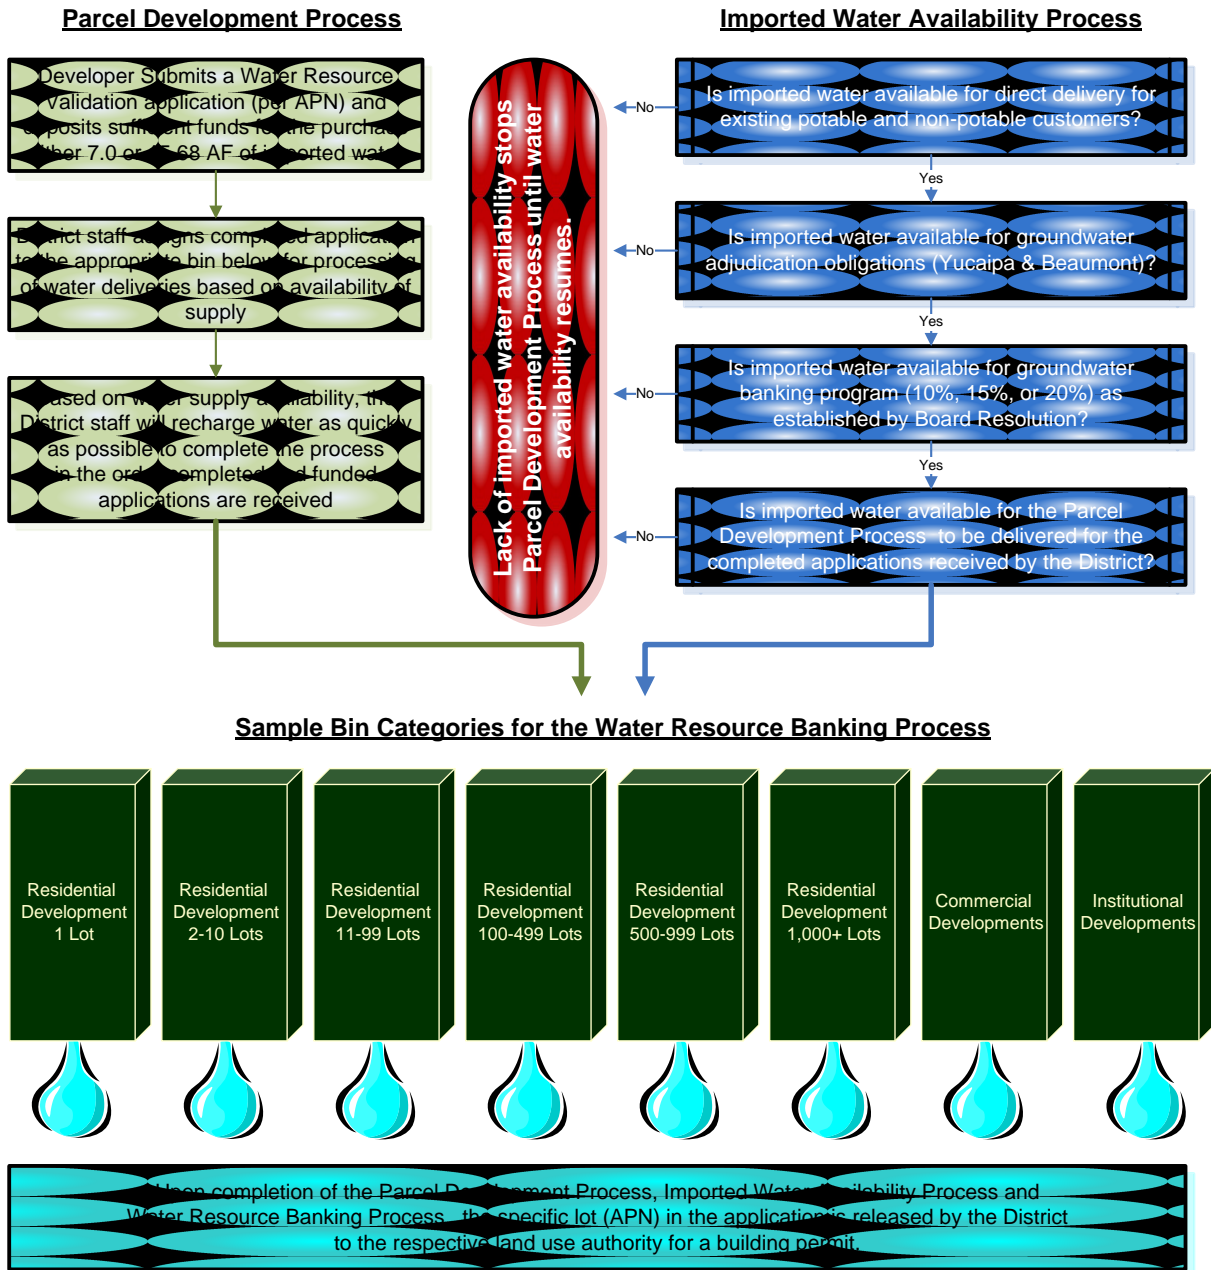 Parcel Development Process
Developer Submits a Water Resource
Validation application (per APN) and
deposits sufficient funds for the purchase
either 7.0 or 15.68 AF of imported water
District staff assigns completed application
to the appropriate bin below for processing
of water deliveries based on availability of
supply
Based on water supply availability, the
District staff will recharge water as quickly
as possible to complete the process
in the order completed and funded
applications are received
Lack of imported water availability stops
Parcel Development Process until water
availability resumes.
Imported Water Availability Process
Is imported water available for direct delivery for
existing potable and non-potable customers?
No
Yes
Is imported water available for groundwater
adjudication obligations (Yucaipa & Beaumont)?
No
Yes
Is imported water available for groundwater
banking program (10%, 15%, or 20%) as
established by Board Resolution?
No
Yes
Is imported water available for the Parcel
Development Process to be delivered for the
completed applications received by the District?
No
Sample Bin Categories for the Water Resource Banking Process
Residential
Development
1 Lot
Residential
Development
2-10 Lots
Residential
Development
11-99 Lots
Residential
Development
100-499 Lots
Residential
Development
500-999 Lots
Residential
Development
1,000+ Lots
Commercial
Developments
Institutional
Developments
Upon completion of the Parcel Development Process, Imported Water Availability Process and
Water Resource Banking Process, the specific lot (APN) in the application is released by the District
to the respective land use authority for a building permit.